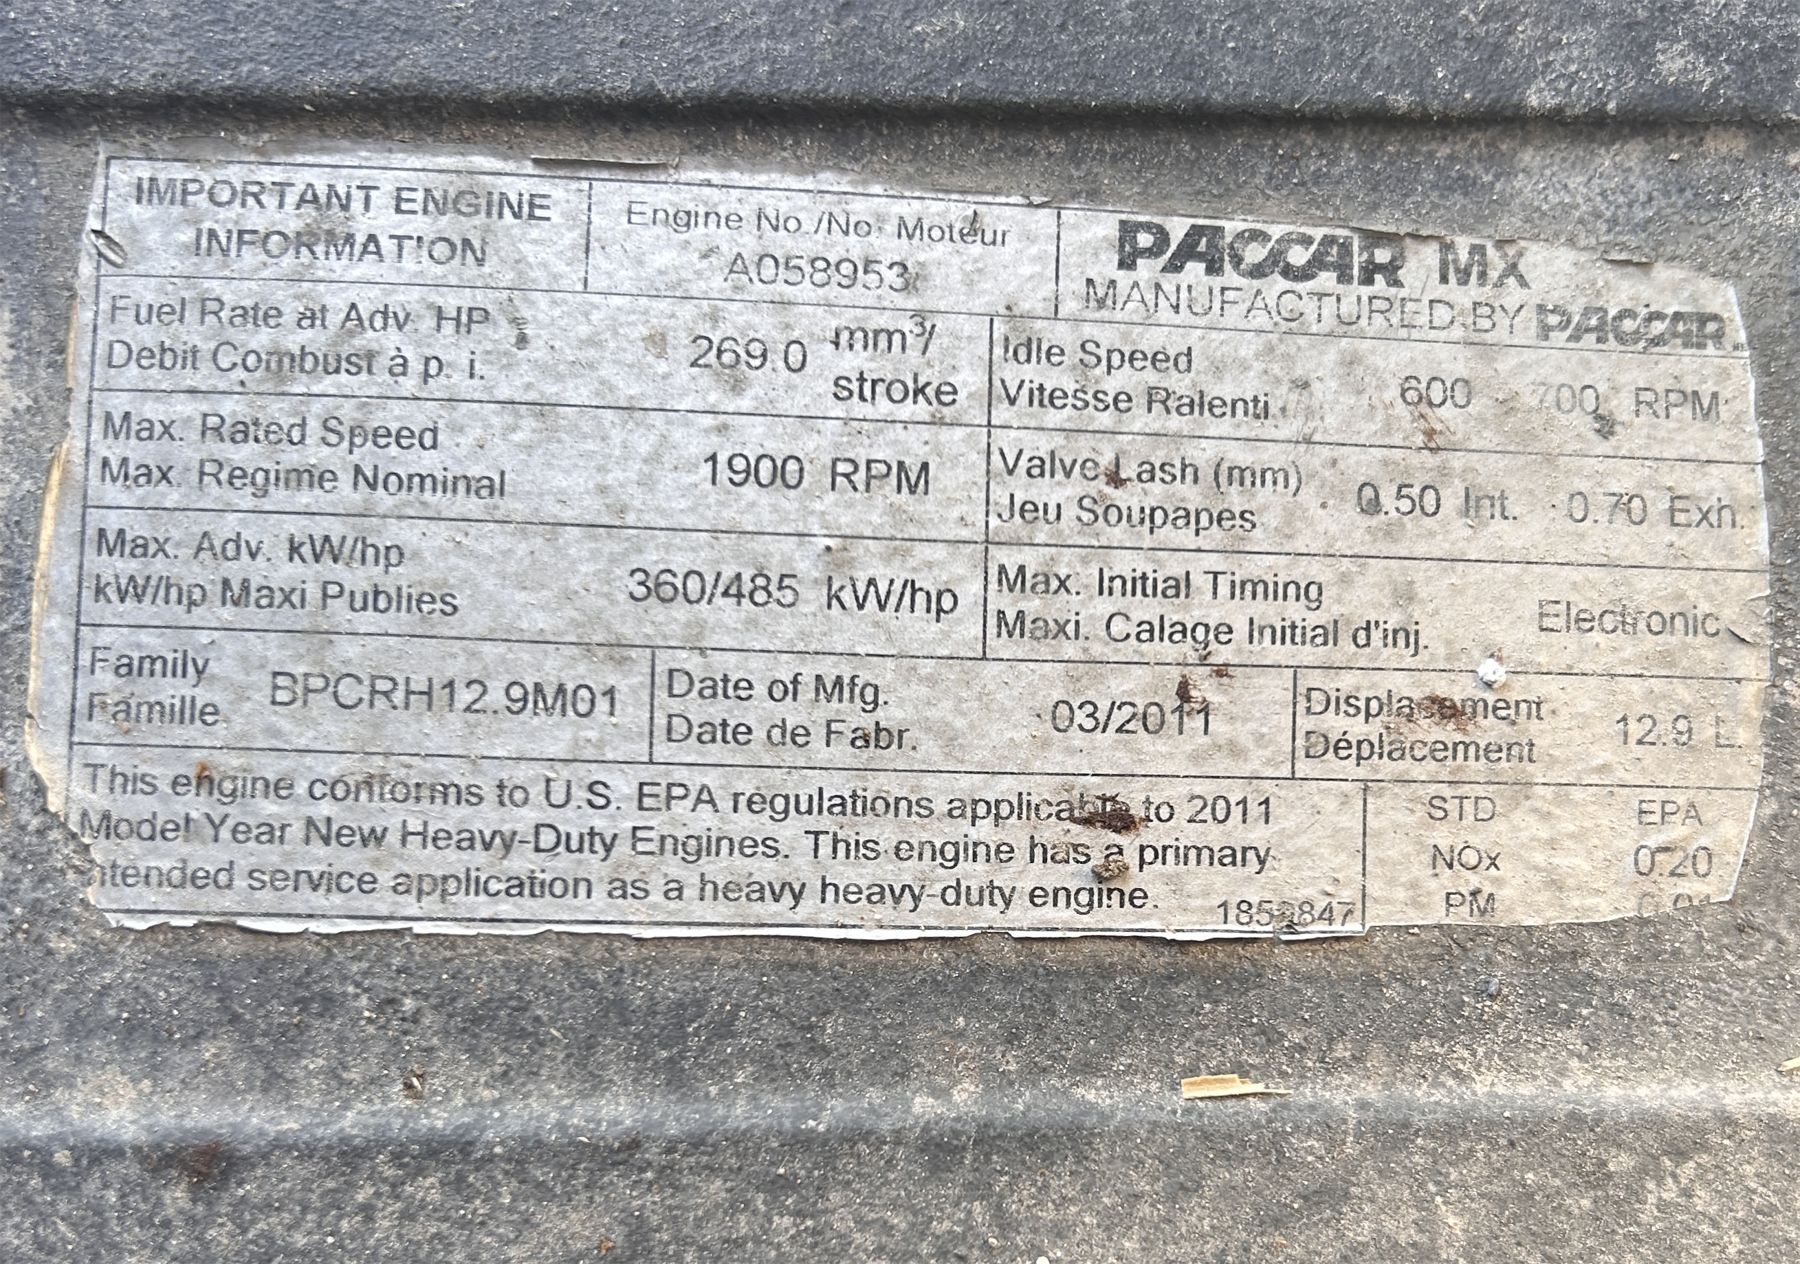 IMPORTANT ENGINE
INFORMATION
Engine No./No. Moteur
A058953
PACCAR MX
MANUFACTURED BY PACCAR
Fuel Rate at Adv. HP
Debit Combust à p. i.
269.0 mm³/
stroke
Idle Speed
Vitesse Ralenti
600 - 700 RPM
Max. Rated Speed
Max. Regime Nominal
1900 RPM
Valve Lash (mm)
Jeu Soupapes
0.50 Int. 0.70 Exh.
Max. Adv. kW/hp
kW/hp Maxi Publies
360/485 kW/hp
Max. Initial Timing
Maxi. Calage Initial d'inj.
Electronic
Family
Famille
BPCRH12.9M01
Date of Mfg.
Date de Fabr.
03/2011
Displacement
Déplacement
12.9 L.
This engine conforms to U.S. EPA regulations applicable to 2011
Model Year New Heavy-Duty Engines. This engine has a primary
intended service application as a heavy heavy-duty engine.
STD EPA
NOx 0.20
PM